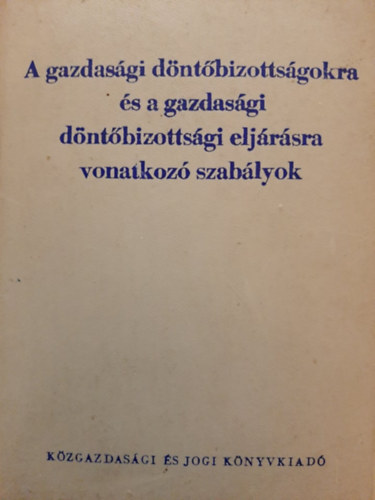 A gazdasági döntőbizottságokra
és a gazdasági
döntőbizottsági eljárásra
vonatkozó szabályok
KÖZGAZDASÁGI ÉS JOGI KÖNYVKIADÓ